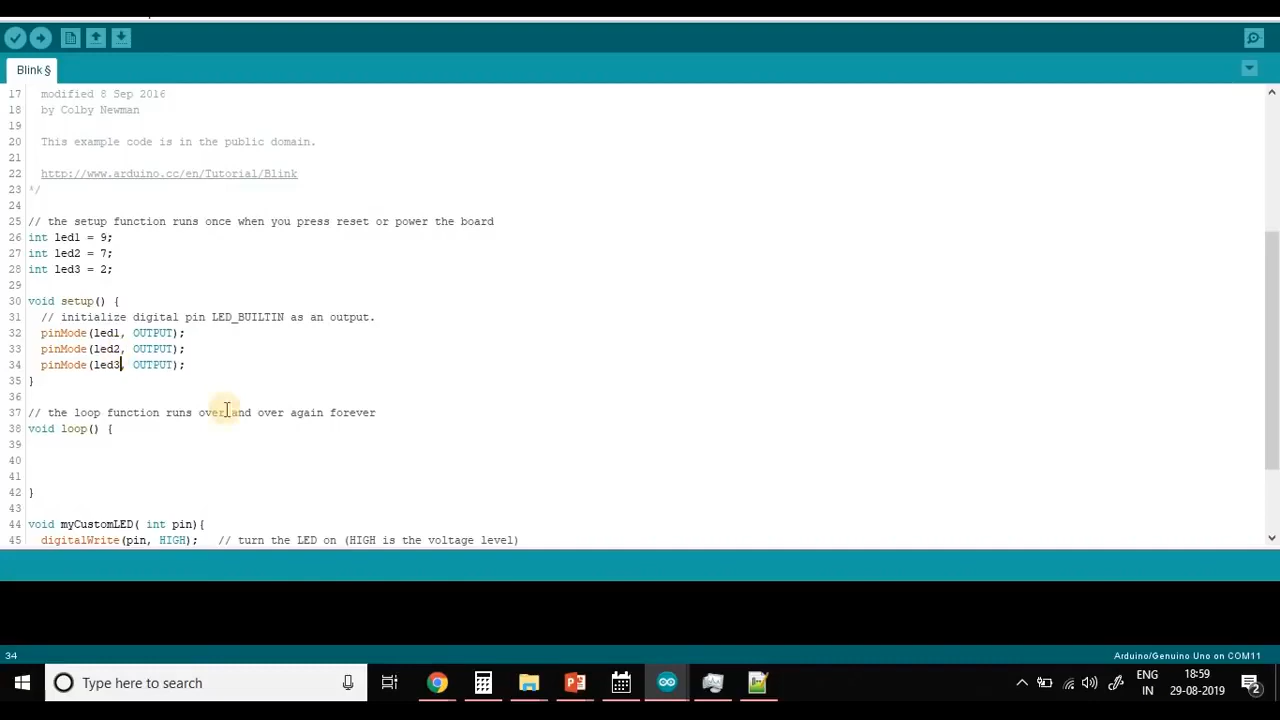 Blink §
17 modified 8 Sep 2016
18 by Colby Newman
19
20 This example code is in the public domain.
21
22 http://www.arduino.cc/en/Tutorial/Blink
23 */
24
25 // the setup function runs once when you press reset or power the board
26 int led1 = 9;
27 int led2 = 7;
28 int led3 = 2;
29
30 void setup() {
31 // initialize digital pin LED_BUILTIN as an output.
32 pinMode(led1, OUTPUT);
33 pinMode(led2, OUTPUT);
34 pinMode(led3, OUTPUT);
35 }
36
37 // the loop function runs over and over again forever
38 void loop() {
39
40
41
42 }
43
44 void myCustomLED( int pin){
45 digitalWrite(pin, HIGH); // turn the LED on (HIGH is the voltage level)
34 Arduino/Genuino Uno on COM11
Type here to search
ENG
IN
18:59
29-08-2019
2